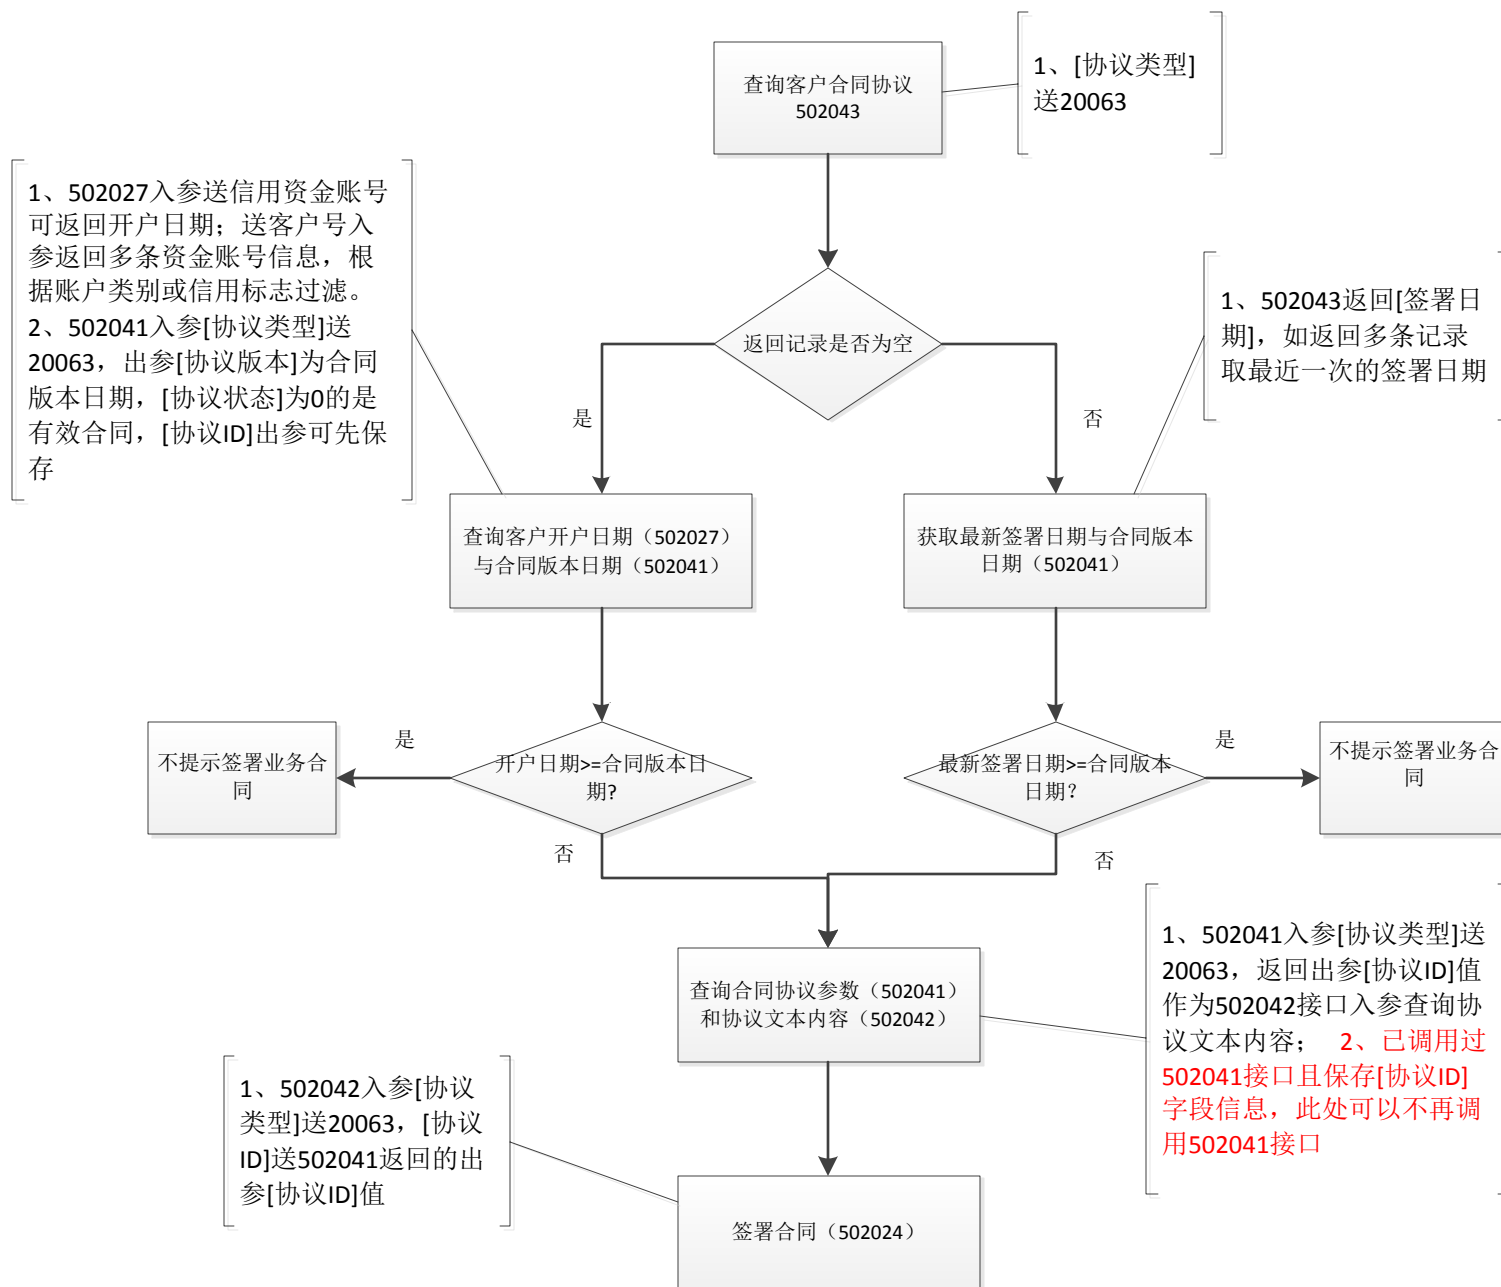 查询客户合同协议
502043
1、[协议类型]
送20063
1、502027入参送信用资金账号
可返回开户日期；送客户号入
参返回多条资金账号信息，根
据账户类别或信用标志过滤。
2、502041入参[协议类型]送
20063，出参[协议版本]为合同
版本日期，[协议状态]为0的是
有效合同，[协议ID]出参可先保
存
返回记录是否为空
1、502043返回[签署日
期]，如返回多条记录
取最近一次的签署日期
是
否
查询客户开户日期（502027）
与合同版本日期（502041）
获取最新签署日期与合同版本
日期（502041）
不提示签署业务合
同
是
开户日期>=合同版本日
期?
最新签署日期>=合同版本
日期?
是
不提示签署业务合
同
否
否
查询合同协议参数（502041）
和协议文本内容（502042）
1、502041入参[协议类型]送
20063，返回出参[协议ID]值
作为502042接口入参查询协
议文本内容； 2、已调用过
502041接口且保存[协议ID]
字段信息，此处可以不再调
用502041接口
1、502042入参[协议
类型]送20063，[协议
ID]送502041返回的出
参[协议ID]值
签署合同（502024）